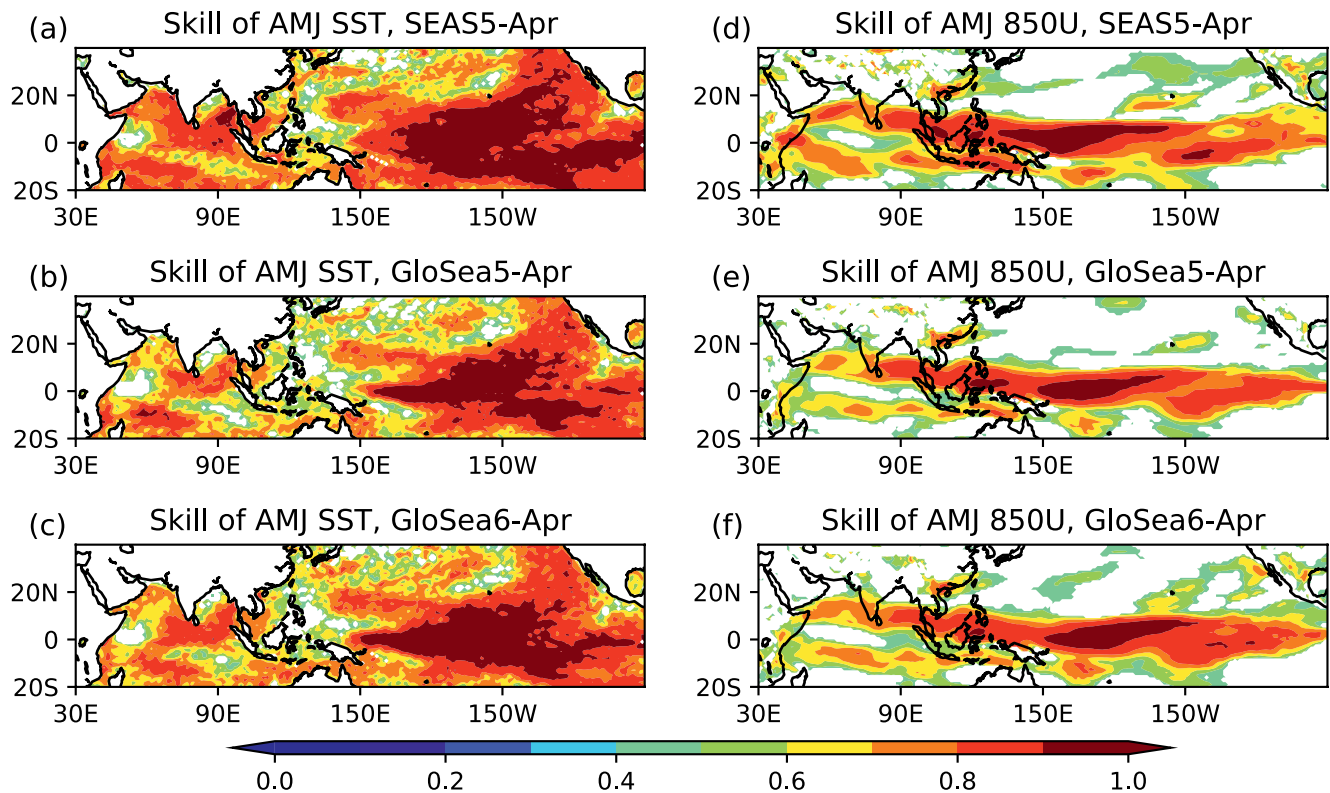 (a) Skill of AMJ SST, SEAS5-Apr
20N
0
20S
30E 90E 150E 150W
(d) Skill of AMJ 850U, SEAS5-Apr
20N
0
20S
30E 90E 150E 150W
(b) Skill of AMJ SST, GloSea5-Apr
20N
0
20S
30E 90E 150E 150W
(e) Skill of AMJ 850U, GloSea5-Apr
20N
0
20S
30E 90E 150E 150W
(c) Skill of AMJ SST, GloSea6-Apr
20N
0
20S
30E 90E 150E 150W
(f) Skill of AMJ 850U, GloSea6-Apr
20N
0
20S
30E 90E 150E 150W
0.0 0.2 0.4 0.6 0.8 1.0